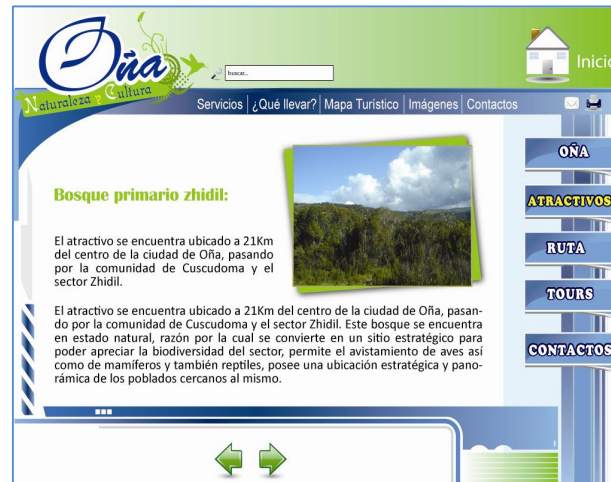 Oña
Naturaleza y Cultura
buscar...
Inicio
Servicios | ¿Qué llevar? | Mapa Turístico | Imágenes | Contactos
OÑA
ATRACTIVOS
RUTA
TOURS
CONTACTOS
Bosque primario zhidil:
El atractivo se encuentra ubicado a 21Km
del centro de la ciudad de Oña, pasando
por la comunidad de Cuscudoma y el
sector Zhidil.
El atractivo se encuentra ubicado a 21Km del centro de la ciudad de Oña, pasan-
do por la comunidad de Cuscudoma y el sector Zhidil. Este bosque se encuentra
en estado natural, razón por la cual se convierte en un sitio estratégico para
poder apreciar la biodiversidad del sector, permite el avistamiento de aves así
como de mamíferos y también reptiles, posee una ubicación estratégica y pano-
rámica de los poblados cercanos al mismo.